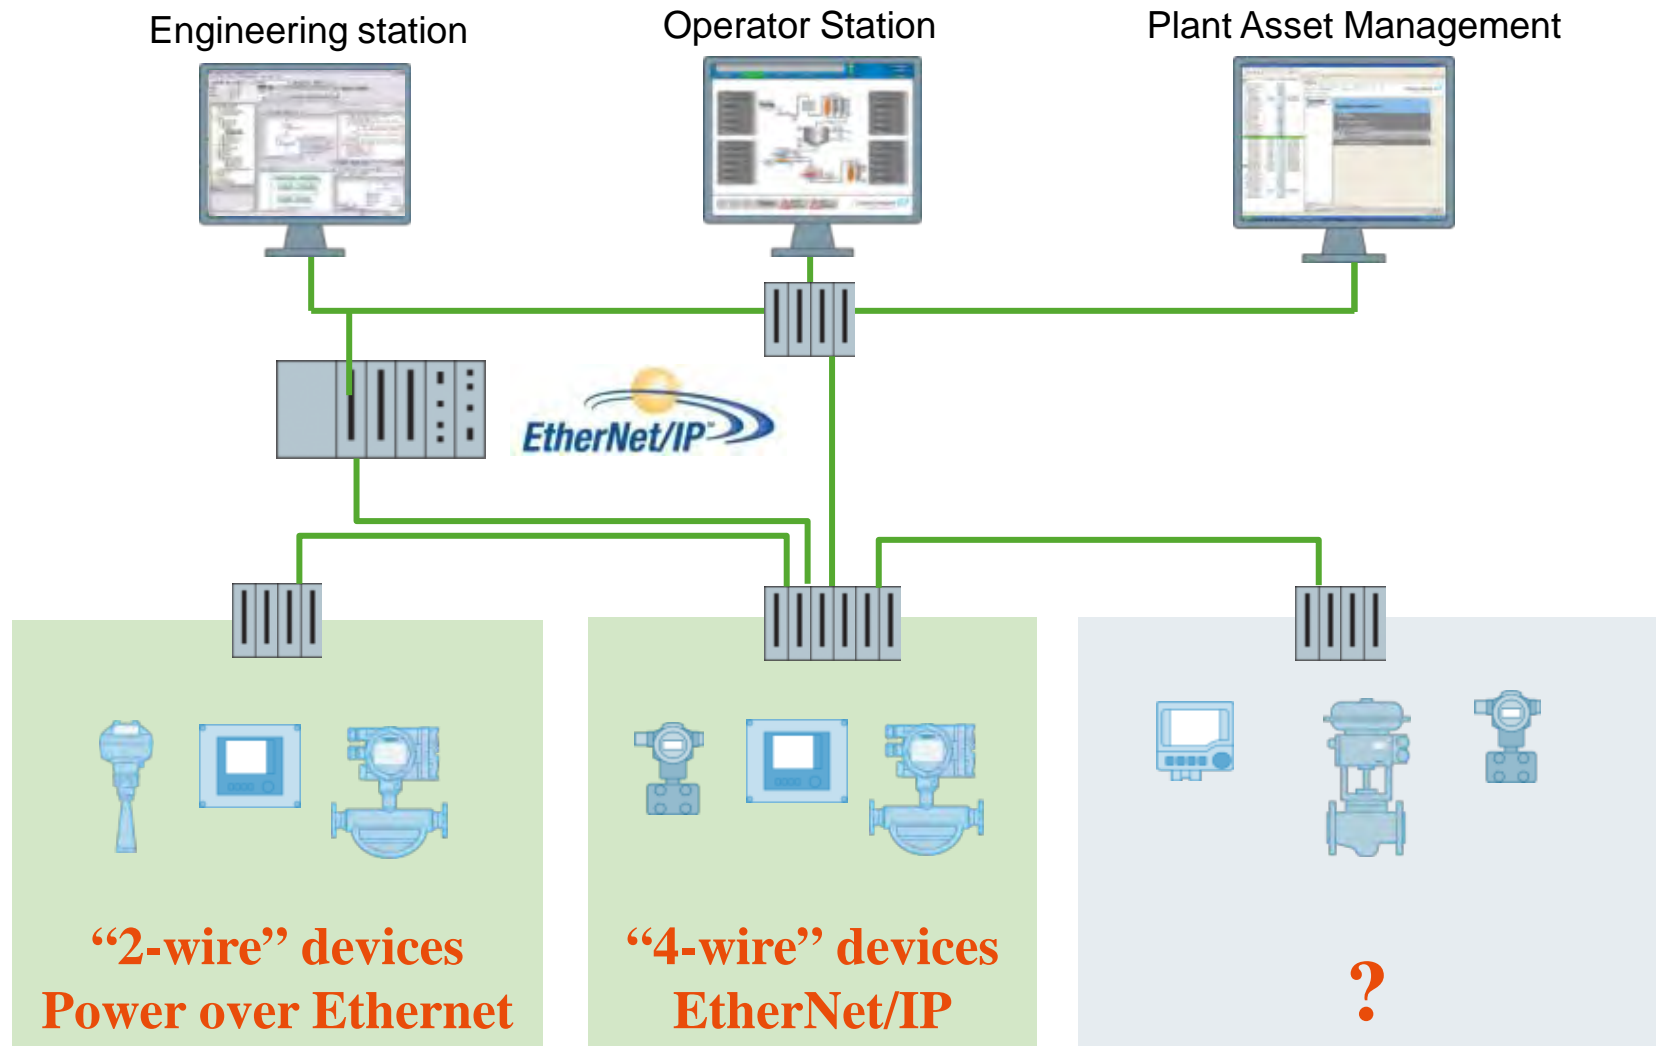 Engineering station
Operator Station
Plant Asset Management
EtherNet/IP™
“2-wire” devices
Power over Ethernet
“4-wire” devices
EtherNet/IP
?